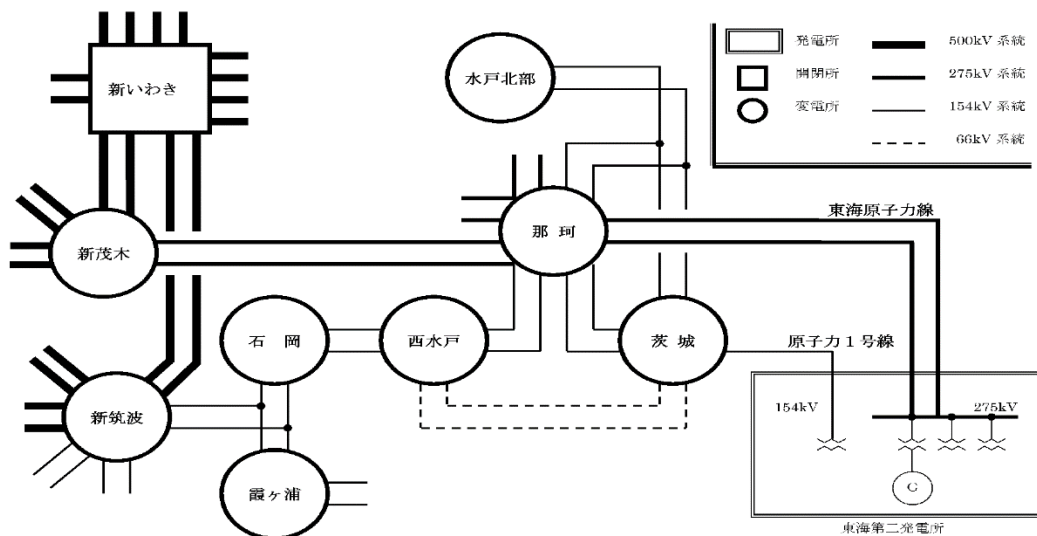 発電所
500kV 系統
開閉所
275kV 系統
変電所
154kV 系統
66kV 系統
新いわき
水戸北部
東海原子力線
那珂
新茂木
石岡
西水戸
茨城
原子力１号線
154kV
275kV
新筑波
G
霞ヶ浦
東海第二発電所